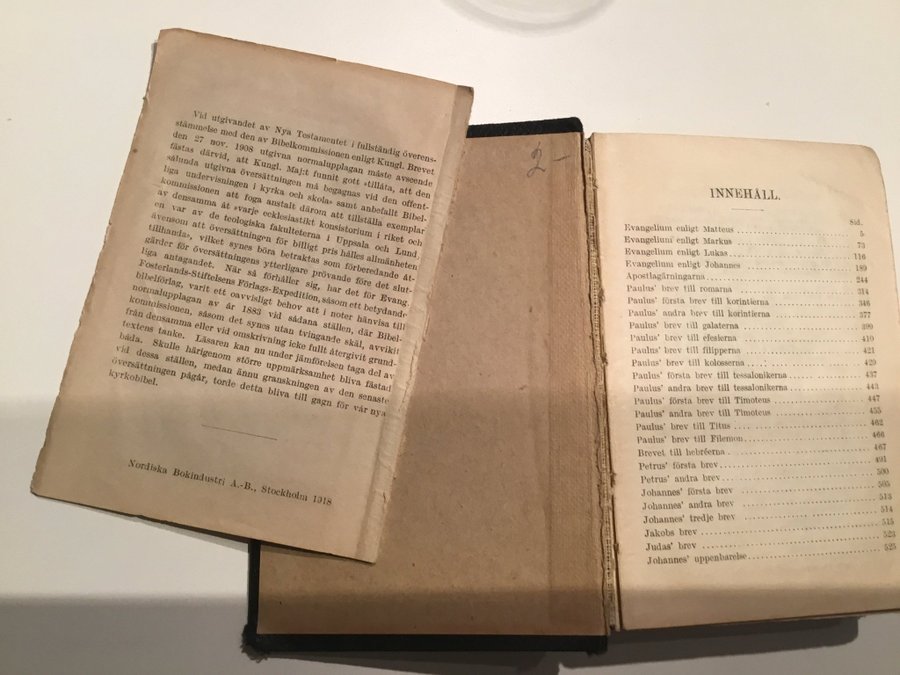 Vid utgivandet av Nya Testamentet i fullständig överens-
stämmelse med den av Bibelkommissionen enligt Kungl. Brevet
den 27 nov. 1908 utgivna normalupplagan måste avseende
fästas därvid, att Kungl. Maj:t funnit gott »tillåta, att den
sålunda utgivna översättningen må begagnas vid den offent-
liga undervisningen i kyrka och skola» samt anbefallt Bibel-
kommissionen att foga anstalt därom att tillställa exemplar
av densamma åt »varje ecklesiastikt konsistorium i riket och
en var av de teologiska fakulteterna i Uppsala och Lund,
ävensom att översättningen för billigt pris hålles allmänheten
tillhanda», vilket synes böra betraktas som förberedande åt-
gärder för översättningens ytterligare prövande före det slut-
liga antagandet. När så förhåller sig, har det för Evang.
Fosterlands-Stiftelsens Förlags-Expedition, såsom ett betydande
bibelförlag, varit ett oavvisligt behov att i noter hänvisa till
normalupplagan av år 1883 vid sådana ställen, där Bibel-
kommissionen, såsom det synes utan tvingande skäl, avvikit
från densamma eller vid omskrivning icke fullt återgivit grund-
textens tanke. Läsaren kan nu under jämförelsen taga del av
båda. Skulle härigenom större uppmärksamhet bliva fästad
vid dessa ställen, medan ännu granskningen av den senaste
översättningen pågår, torde detta bliva till gagn för vår nya
kyrkobibel.
Nordiska Bokindustri A.-B., Stockholm 1918
2-
INNEHÅLL.
Sid.
Evangelium enligt Matteus 5
Evangelium enligt Markus 73
Evangelium enligt Lukas 116
Evangelium enligt Johannes 189
Apostlagärningarna 244
Paulus' brev till romarna 314
Paulus' första brev till korintierna 346
Paulus' andra brev till korintierna 377
Paulus' brev till galaterna 399
Paulus' brev till efesierna 410
Paulus' brev till filipperna 421
Paulus' brev till kolosserna 429
Paulus' första brev till tessalonikerna 437
Paulus' andra brev till tessalonikerna 443
Paulus' första brev till Timoteus 447
Paulus' andra brev till Timoteus 455
Paulus' brev till Titus 462
Paulus' brev till Filemon 466
Brevet till hebréerna 467
Petrus' första brev 491
Petrus' andra brev 500
Johannes' första brev 505
Johannes' andra brev 513
Johannes' tredje brev 514
Jakobs brev 515
Judas' brev 523
Johannes' uppenbarelse 525